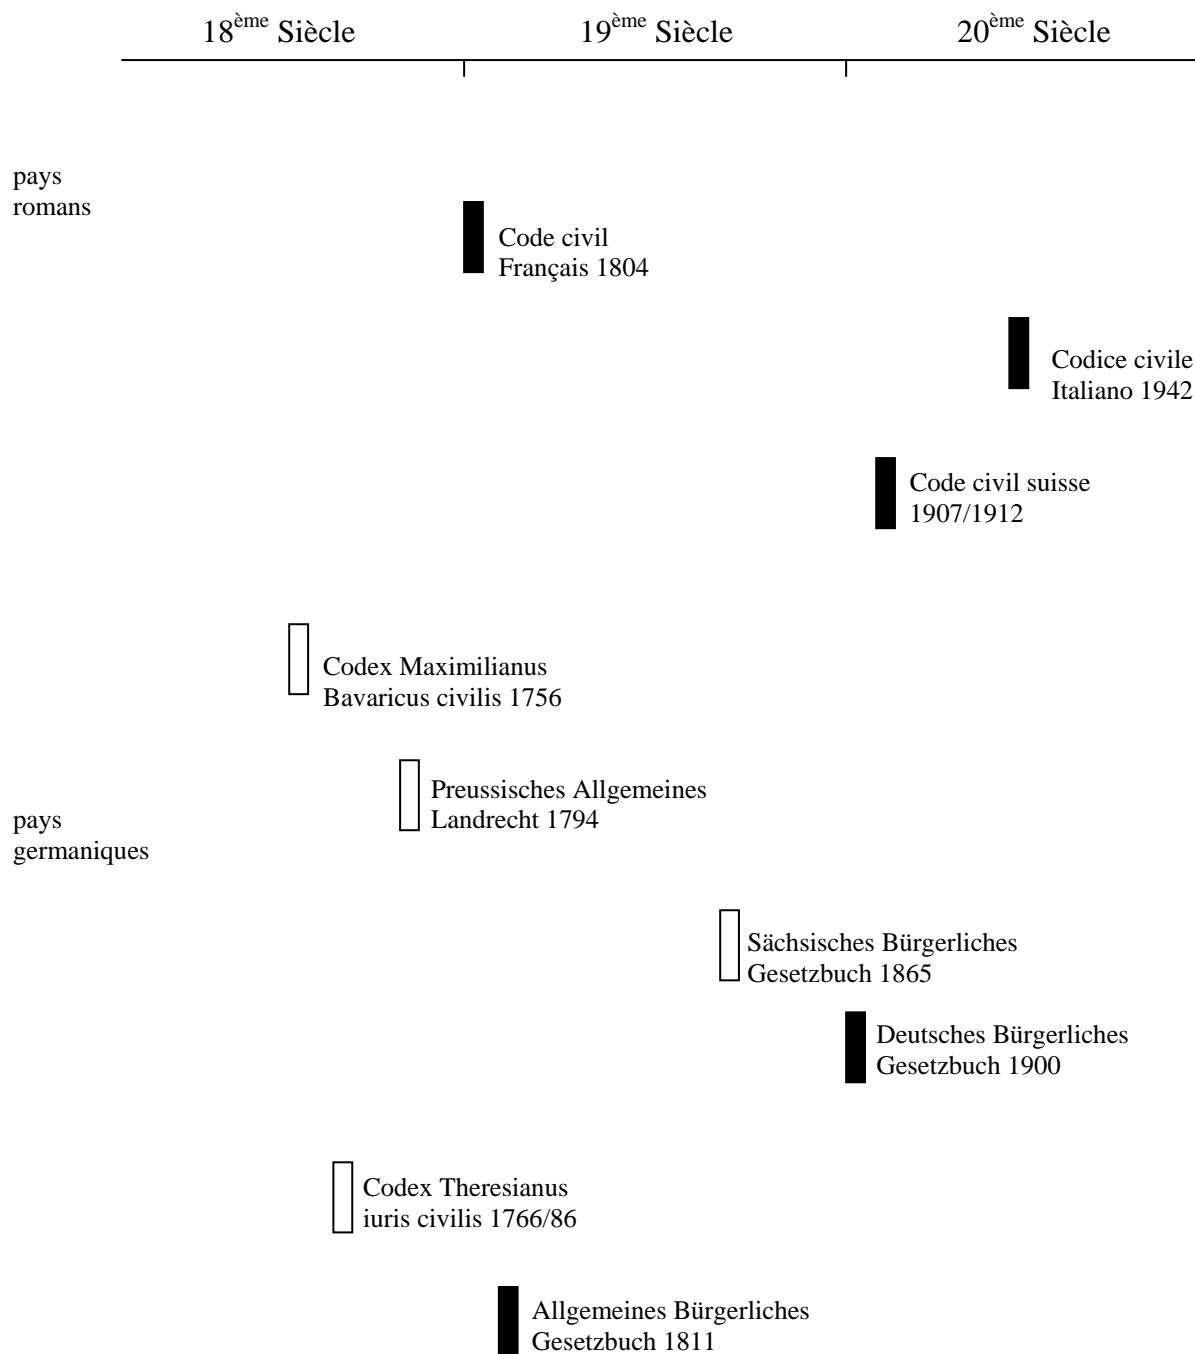 18ème Siècle 19ème Siècle 20ème Siècle
pays
romans
Code civil
Français 1804
Codice civile
Italiano 1942
Code civil suisse
1907/1912
Codex Maximilianus
Bavaricus civilis 1756
Preussisches Allgemeines
Landrecht 1794
pays
germaniques
Sächsisches Bürgerliches
Gesetzbuch 1865
Deutsches Bürgerliches
Gesetzbuch 1900
Codex Theresianus
iuris civilis 1766/86
Allgemeines Bürgerliches
Gesetzbuch 1811